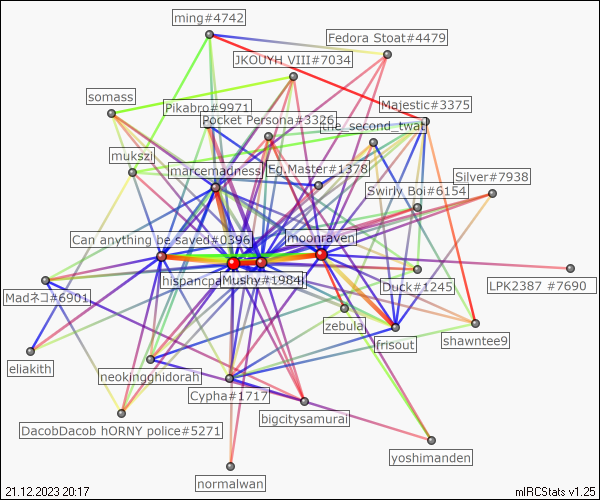 ming#4742
Fedora Stoat#4479
JKOUYH VIII#7034
somass
Pikabro#9971
Majestic#3375
Pocket Persona#3326
the_second_twat
mukszii
marcemadness
Eg.Master#1378
Silver#7938
Swirly Boi#6154
Can anything be saved#0396
moonraven
hispancpa
Mushy#1984
Duck#1245
LPK2387 #7690
Madネコ#6901
zebula
frisout
shawntee9
eliakith
neokingghidorah
Cypha#1717
bigcitysamurai
DacobDacob hORNY police#5271
yoshimanden
normalwan
21.12.2023 20:17
mIRCStats v1.25